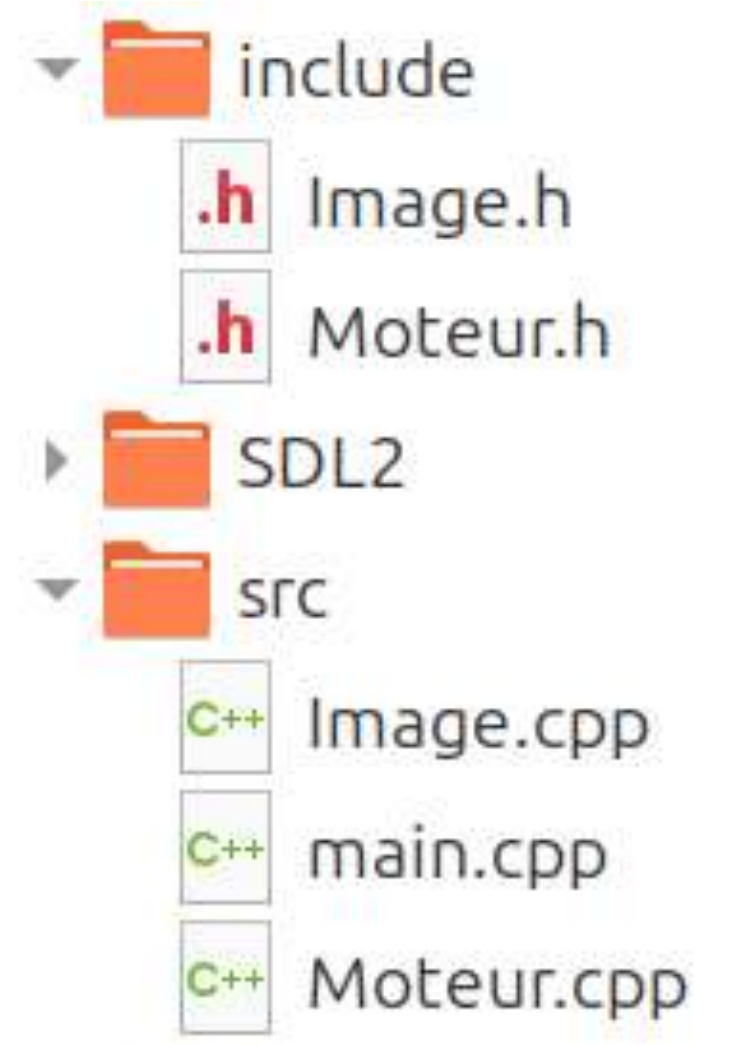 include
.h Image.h
.h Moteur.h
SDL2
src
C++ Image.cpp
C++ main.cpp
C++ Moteur.cpp